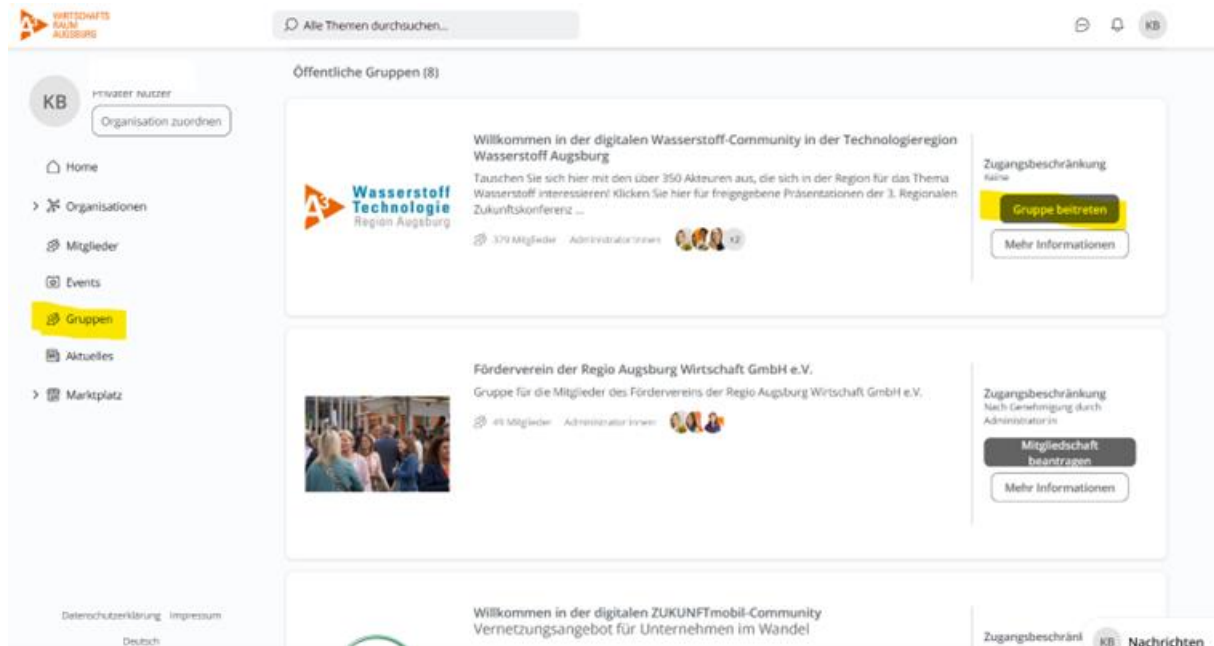 A³
WIRTSCHAFTS
RAUM
AUGSBURG
Alle Themen durchsuchen...
KB
KB
Privater Nutzer
Organisation zuordnen
Home
Organisationen
Mitglieder
Events
Gruppen
Aktuelles
Marktplatz
Datenschutzerklärung Impressum
Deutsch
Öffentliche Gruppen (8)
A³ Wasserstoff
Technologie
Region Augsburg
Willkommen in der digitalen Wasserstoff-Community in der Technologieregion
Wasserstoff Augsburg
Tauschen Sie sich hier mit den über 350 Akteuren aus, die sich in der Region für das Thema
Wasserstoff interessieren! Klicken Sie hier für freigegebene Präsentationen der 3. Regionalen
Zukunftskonferenz ...
379 Mitglieder Administrator:innen +2
Zugangsbeschränkung
Keine
Gruppe beitreten
Mehr Informationen
Förderverein der Regio Augsburg Wirtschaft GmbH e.V.
Gruppe für die Mitglieder des Fördervereins der Regio Augsburg Wirtschaft GmbH e.V.
49 Mitglieder Administrator:innen
Zugangsbeschränkung
Nach Genehmigung durch
Administrator:in
Mitgliedschaft
beantragen
Mehr Informationen
Willkommen in der digitalen ZUKUNFTmobil-Community
Vernetzungsangebot für Unternehmen im Wandel
Zugangsbeschränk
KB Nachrichten